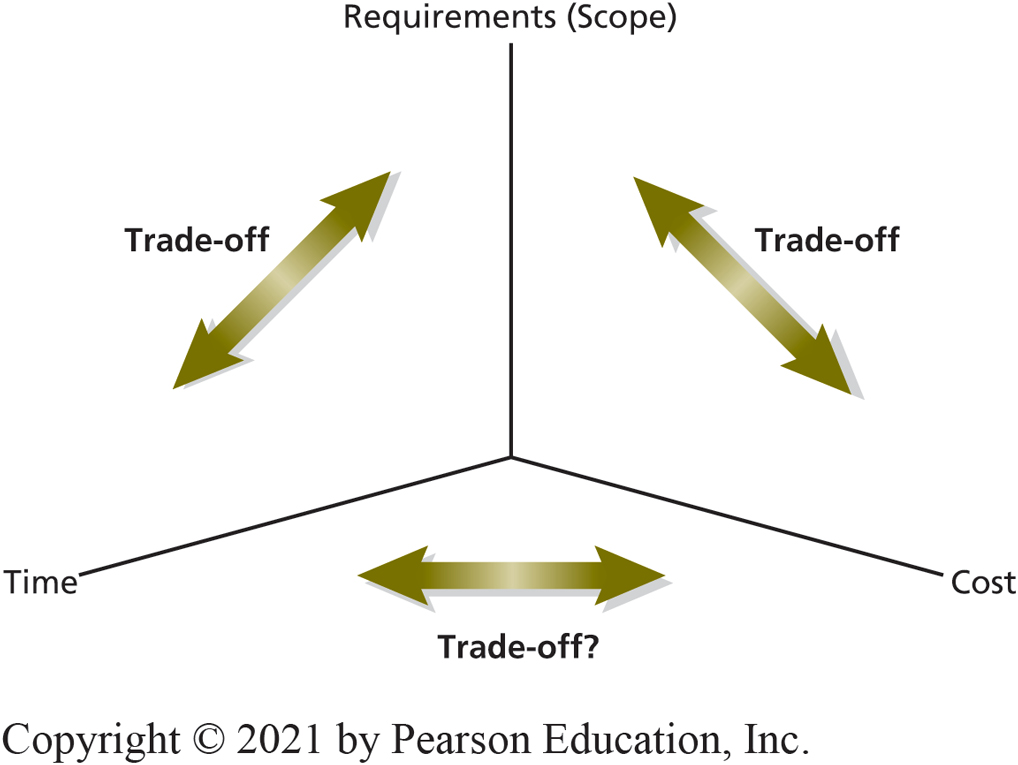 Requirements (Scope)
Trade-off
Trade-off
Time
Cost
Trade-off?
Copyright © 2021 by Pearson Education, Inc.